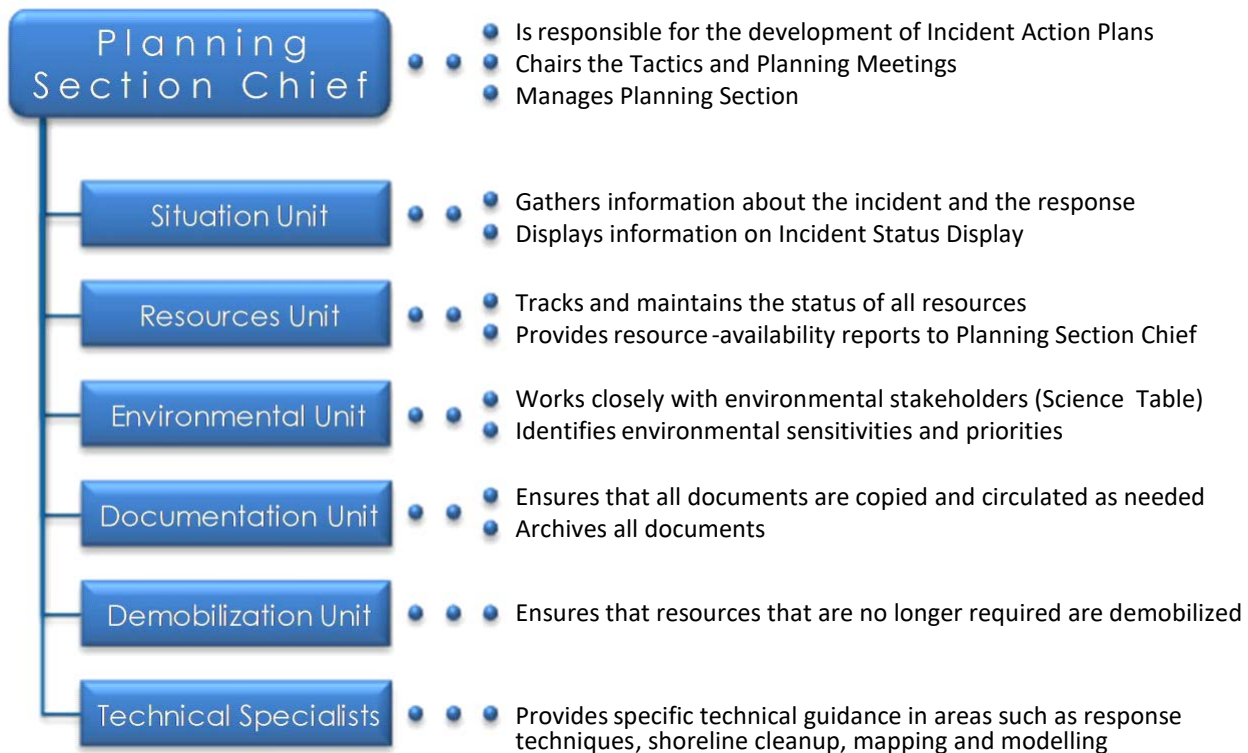 Planning
Section Chief
Is responsible for the development of Incident Action Plans
Chairs the Tactics and Planning Meetings
Manages Planning Section
Situation Unit
Gathers information about the incident and the response
Displays information on Incident Status Display
Resources Unit
Tracks and maintains the status of all resources
Provides resource-availability reports to Planning Section Chief
Environmental Unit
Works closely with environmental stakeholders (Science Table)
Identifies environmental sensitivities and priorities
Documentation Unit
Ensures that all documents are copied and circulated as needed
Archives all documents
Demobilization Unit
Ensures that resources that are no longer required are demobilized
Technical Specialists
Provides specific technical guidance in areas such as response
techniques, shoreline cleanup, mapping and modelling